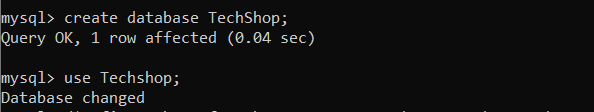 mysql> create database TechShop;
Query OK, 1 row affected (0.04 sec)
mysql> use Techshop;
Database changed